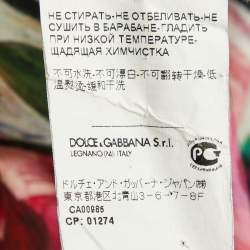 НЕ СТИРАТЬ-НЕ ОТБЕЛИВАТЬ-НЕ
СУШИТЬ В БАРАБАНЕ-ГЛАДИТЬ
ПРИ НИЗКОЙ ТЕМПЕРАТУРЕ-
ЩАДЯЩАЯ ХИМЧИСТКА
不可水洗-不可漂白-不可翻转干燥-低
温熨烫-缓和干洗
DOLCE & GABBANA S.r.l.
LEGNANO (MI) ITALY
PG
ドルチェ・アンド・ガッバーナ・ジャパン(株)
東京都港区北青山3-6-7-8F
CA00985
CP: 01274